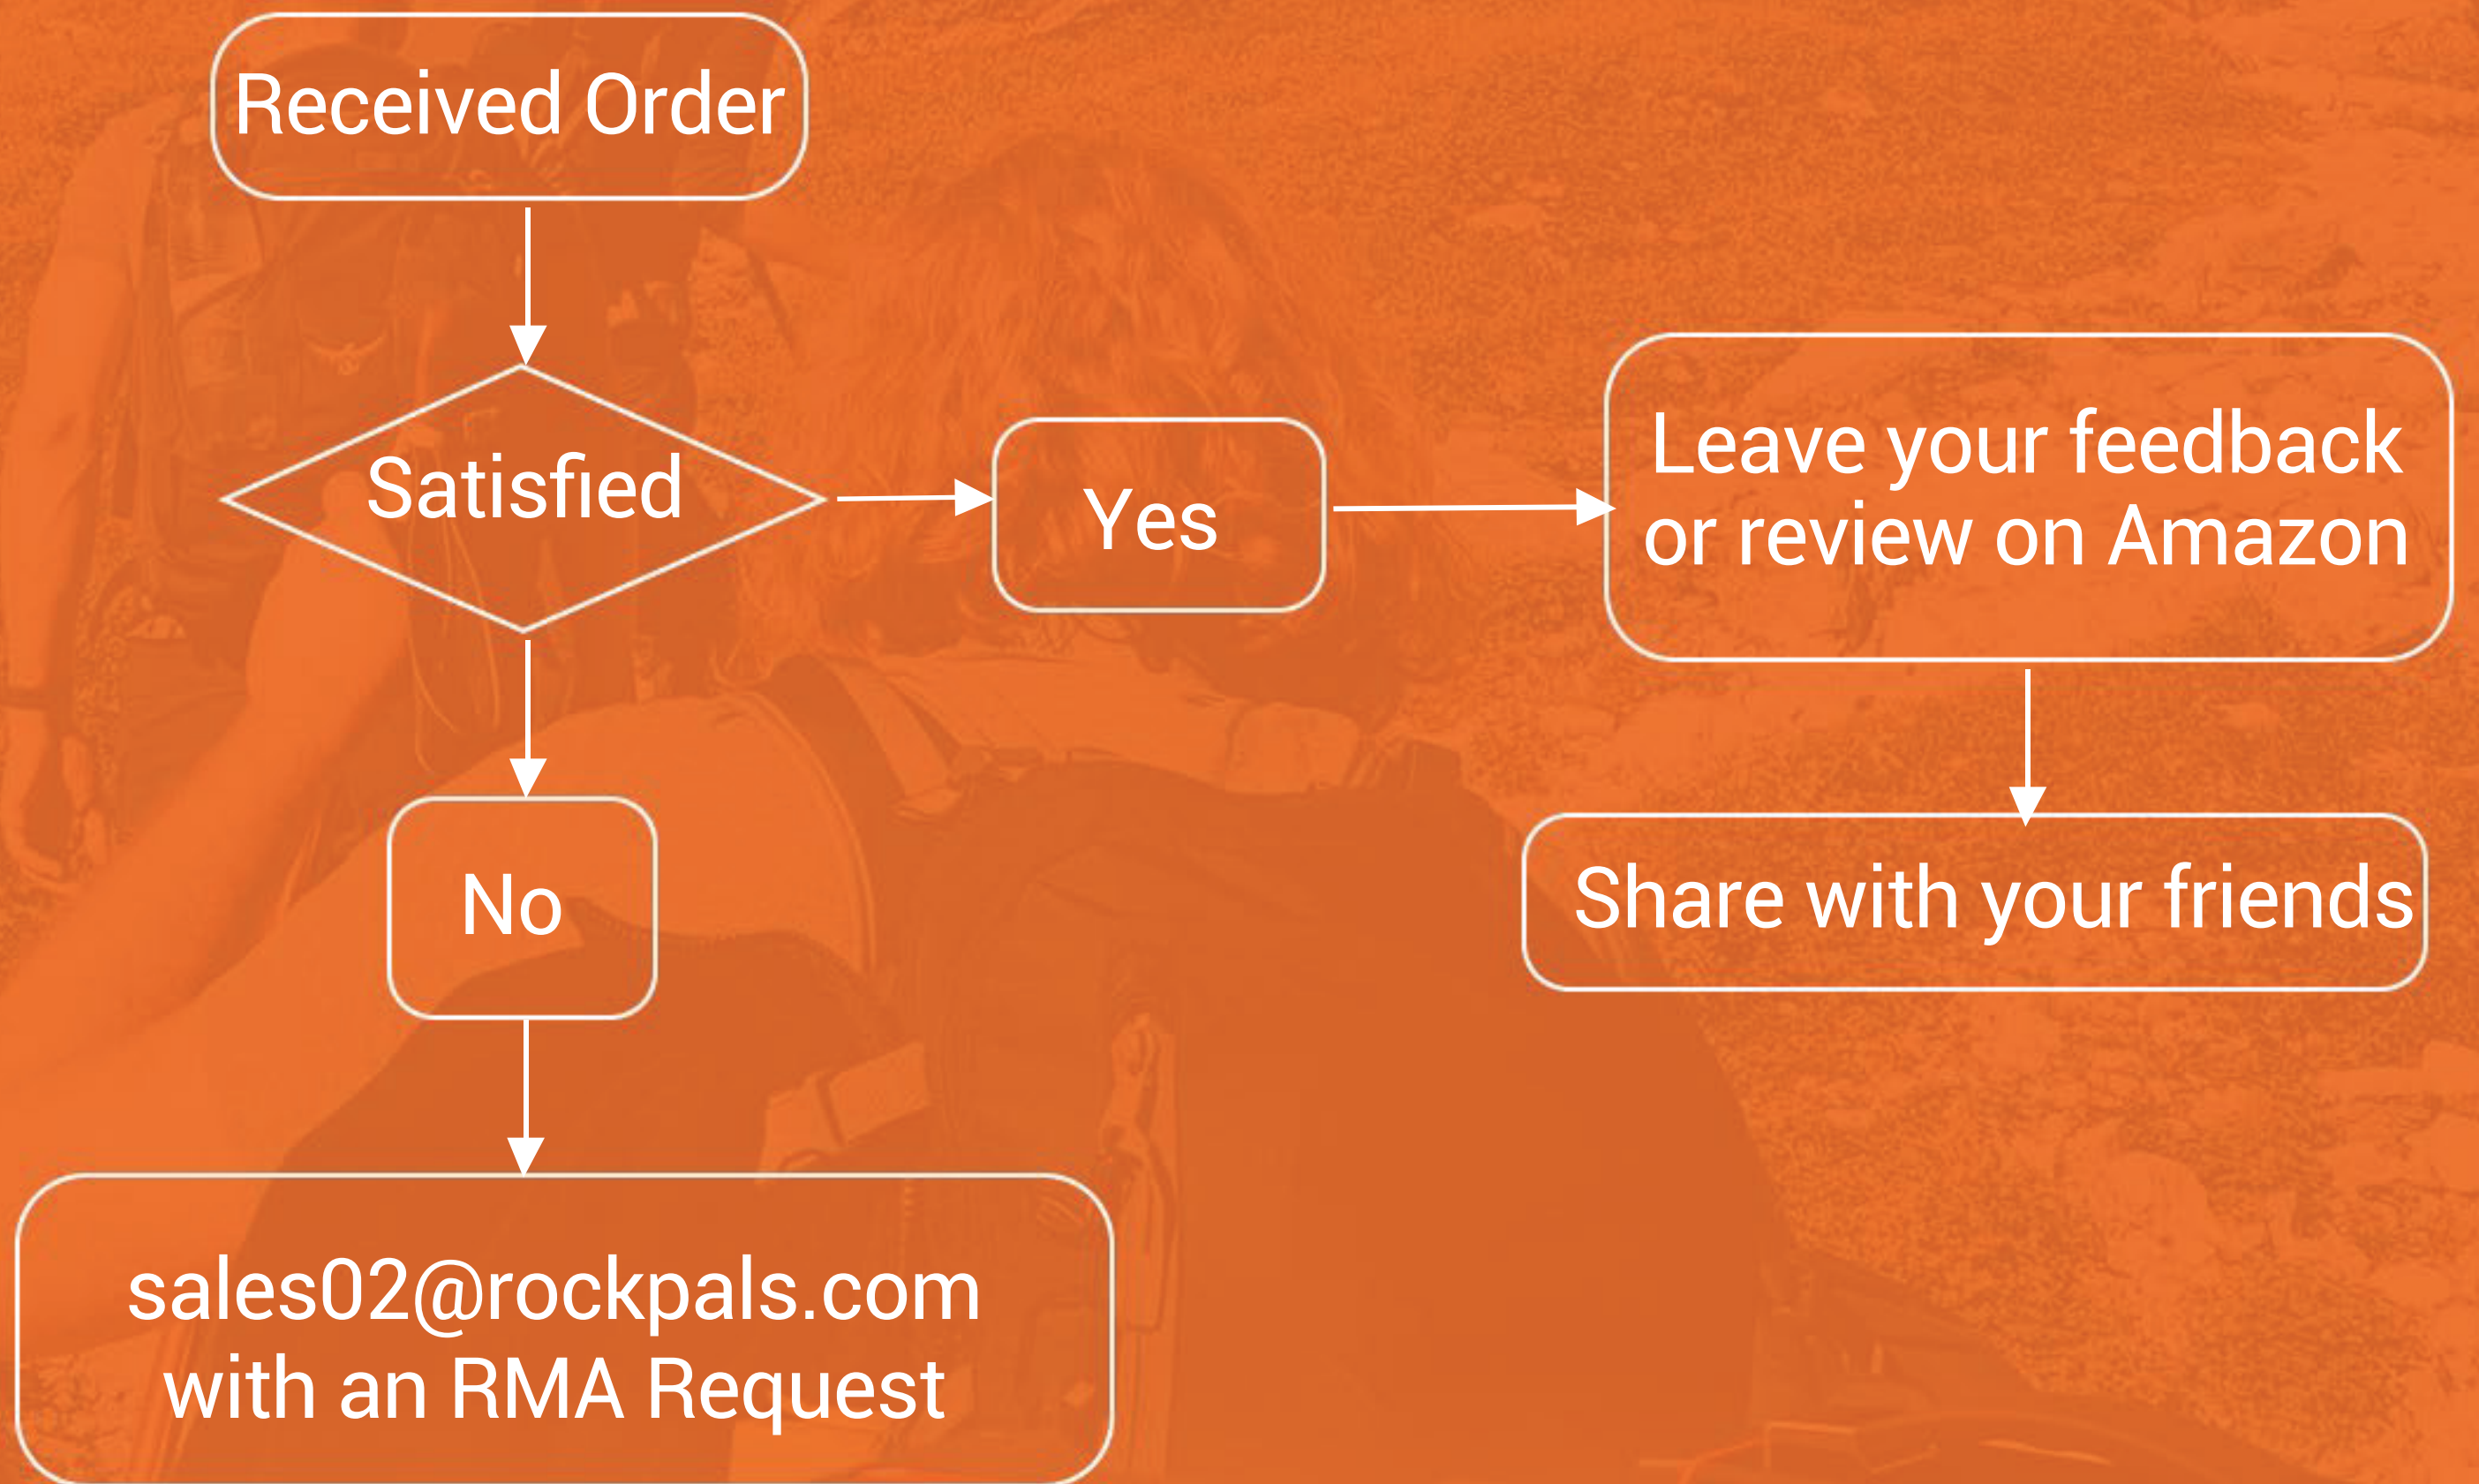 Received Order
Satisfied
Yes
Leave your feedback
or review on Amazon
Share with your friends
No
sales02@rockpals.com
with an RMA Request